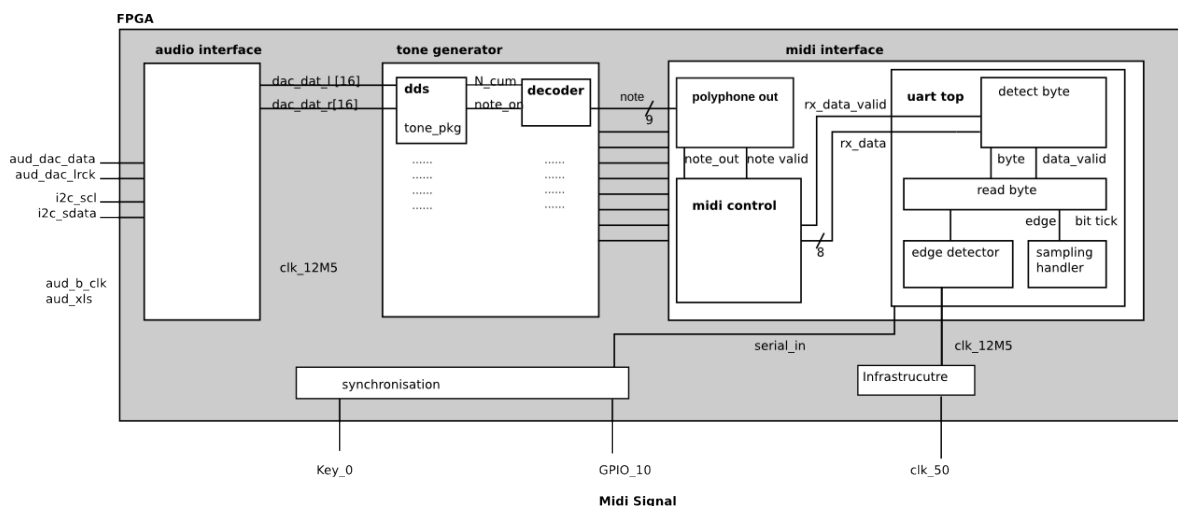 FPGA
audio interface
tone generator
midi interface
dac_dat_l [16]
dac_dat_r[16]
dds
tone_pkg
N_cum
note_on
decoder
......
......
......
......
......
......
......
......
note
9
polyphone out
note_out
note valid
midi control
rx_data_valid
rx_data
8
uart top
detect byte
byte
data_valid
read byte
edge
bit tick
edge detector
sampling
handler
aud_dac_data
aud_dac_lrck
i2c_scl
i2c_sdata
aud_b_clk
aud_xls
clk_12M5
serial_in
clk_12M5
synchronisation
Infrastrucutre
Key_0
GPIO_10
clk_50
Midi Signal